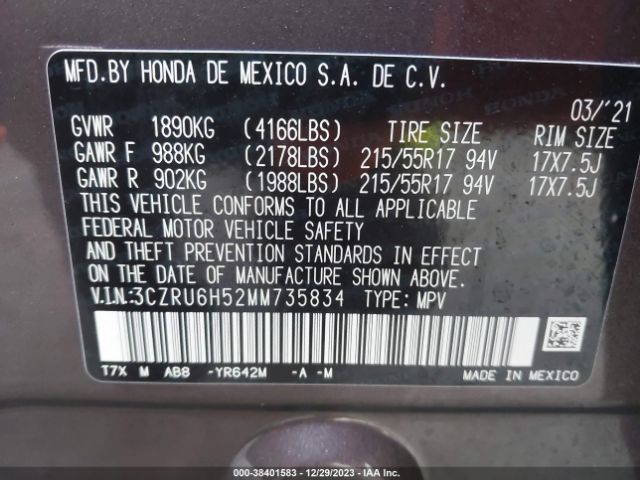 MFD.BY HONDA DE MEXICO S.A. DE C.V.
03/'21
GVWR 1890KG (4166LBS) TIRE SIZE RIM SIZE
GAWR F 988KG (2178LBS) 215/55R17 94V 17X7.5J
GAWR R 902KG (1988LBS) 215/55R17 94V 17X7.5J
THIS VEHICLE CONFORMS TO ALL APPLICABLE
FEDERAL MOTOR VEHICLE SAFETY
AND THEFT PREVENTION STANDARDS IN EFFECT
ON THE DATE OF MANUFACTURE SHOWN ABOVE.
V.I.N:3CZRU6H52MM735834 TYPE: MPV
T7X M AB8 -YR642M -A -M
MADE IN MEXICO
000-38401583 - 12/29/2023 - IAAI.COM